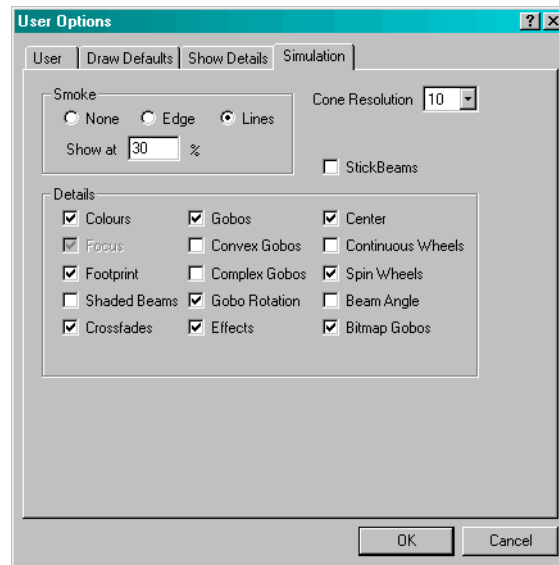 User Options
User Draw Defaults Show Details Simulation
Smoke
None Edge Lines
Show at 30 %
Cone Resolution 10
StickBeams
Details
Colours Gobos Center
Focus Convex Gobos Continuous Wheels
Footprint Complex Gobos Spin Wheels
Shaded Beams Gobo Rotation Beam Angle
Crossfades Effects Bitmap Gobos
OK Cancel